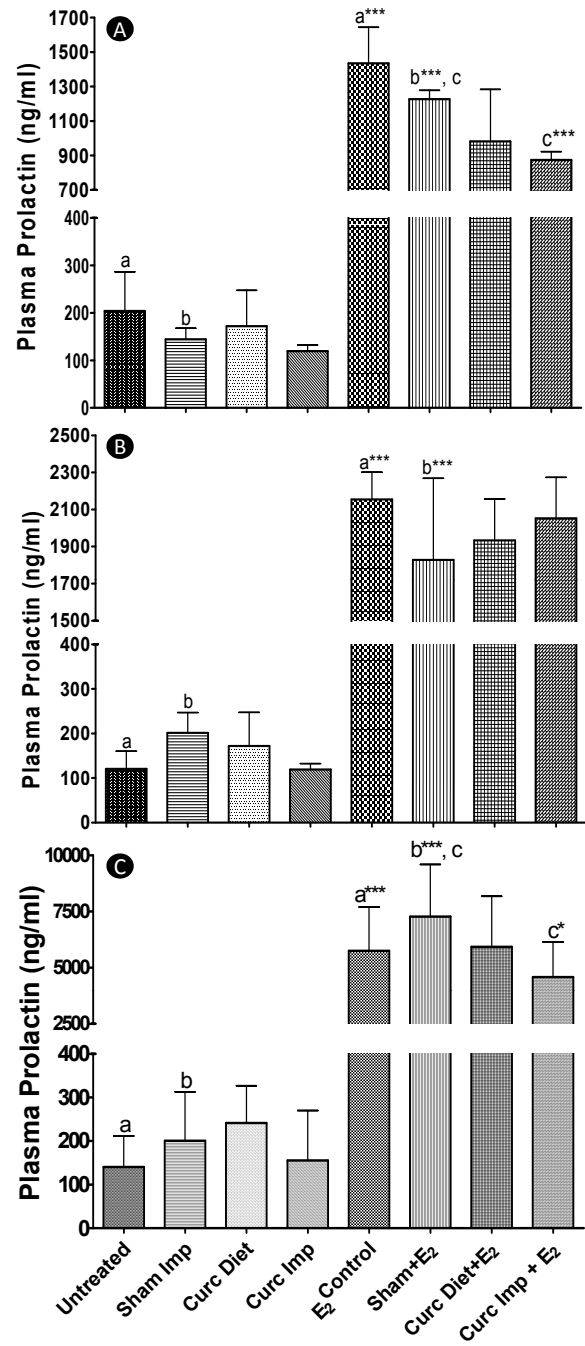 A
Plasma Prolactin (ng/ml)
1700
1500
1300
1100
900
700
400
300
200
100
0
a
b
a***
b***, c
c***
B
Plasma Prolactin (ng/ml)
2500
2300
2100
1900
1700
1500
400
300
200
100
0
a
b
a***
b***
C
Plasma Prolactin (ng/ml)
10000
7500
5000
2500
400
300
200
100
0
a
b
a***
b***, c
c*
Untreated
Sham Imp
Curc Diet
Curc Imp
E₂ Control
Sham+E₂
Curc Diet+E₂
Curc Imp + E₂